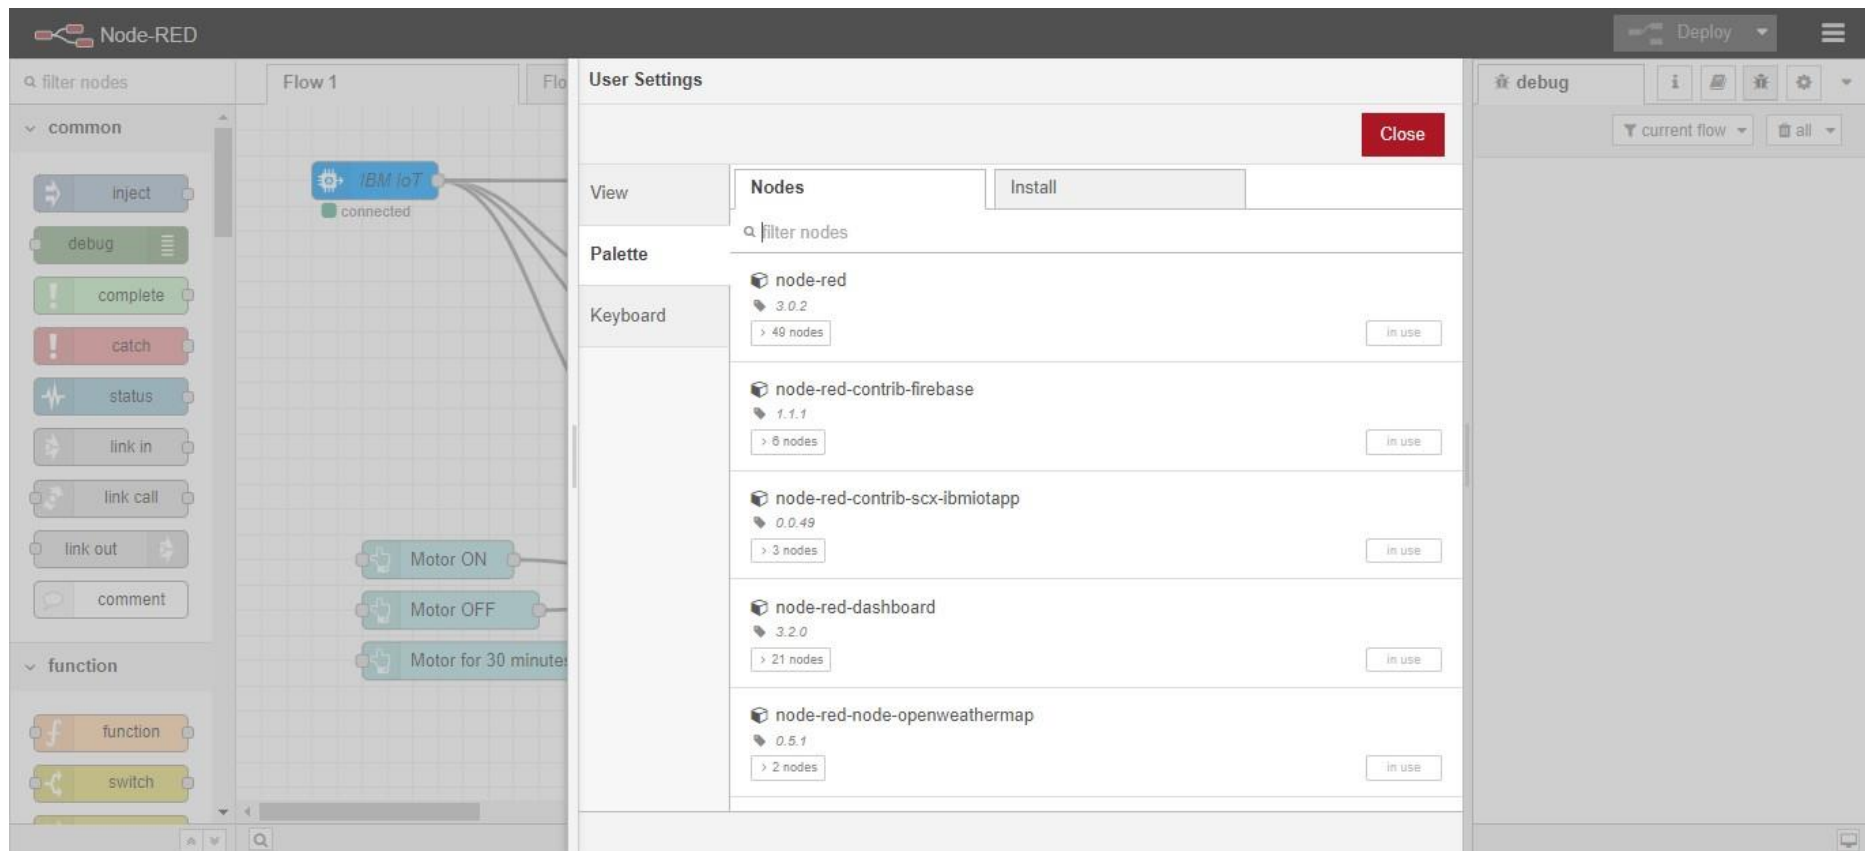 Node-RED
Deploy
filter nodes
Flow 1
Flo
User Settings
debug
i
common
Close
current flow
all
inject
debug
complete
catch
status
link in
link call
link out
comment
function
function
switch
IBM IoT
connected
Motor ON
Motor OFF
Motor for 30 minutes
View
Palette
Keyboard
Nodes
Install
filter nodes
node-red
3.0.2
> 49 nodes
in use
node-red-contrib-firebase
1.1.1
> 6 nodes
in use
node-red-contrib-scx-ibmiotapp
0.0.49
> 3 nodes
in use
node-red-dashboard
3.2.0
> 21 nodes
in use
node-red-node-openweathermap
0.5.1
> 2 nodes
in use